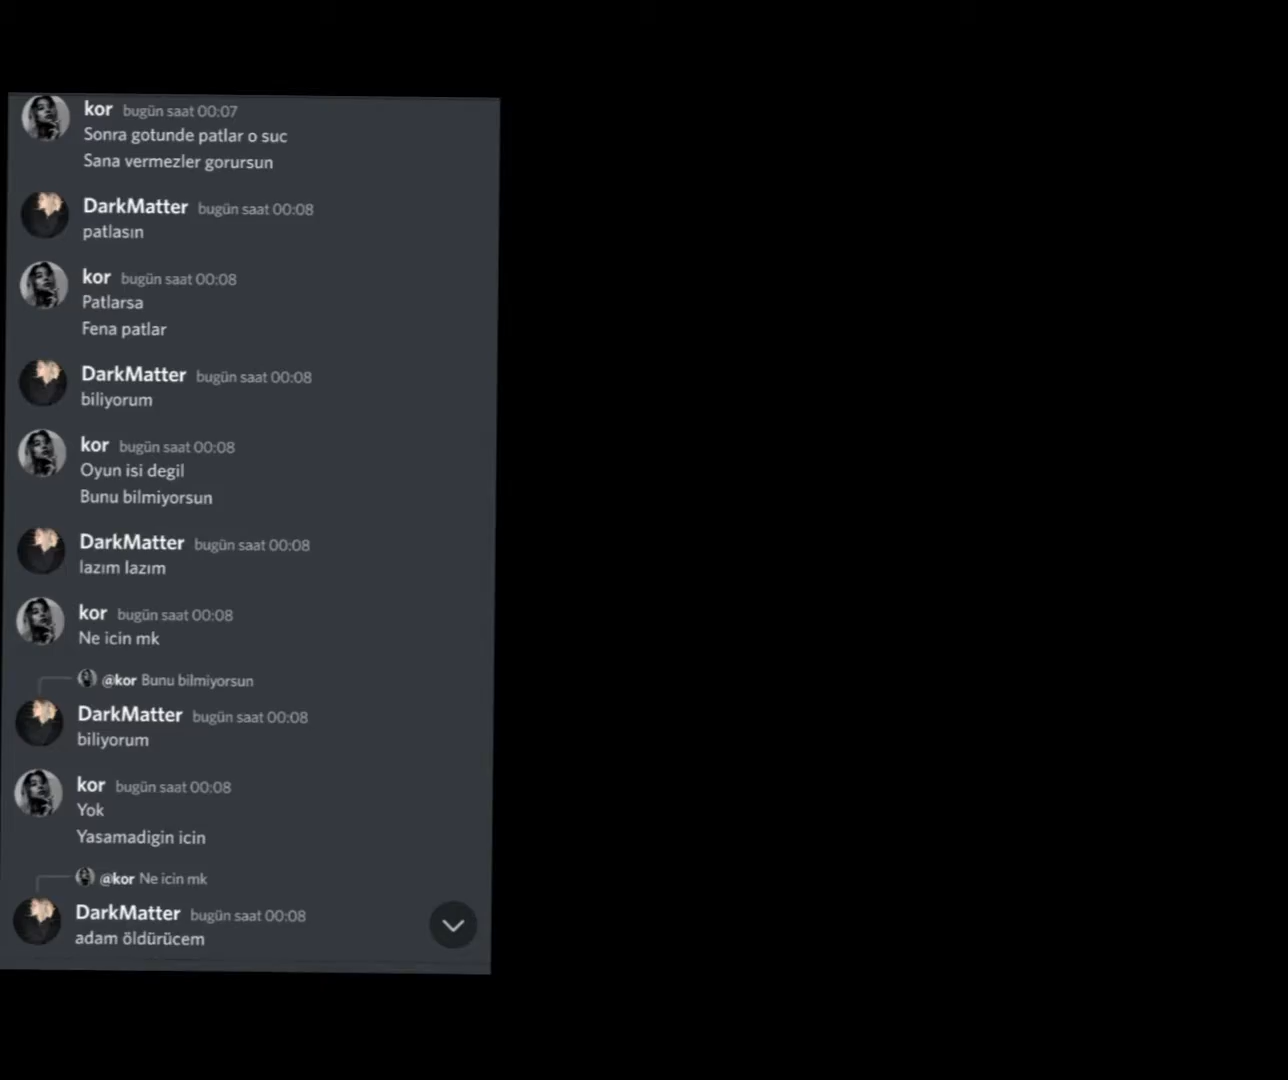 kor bugün saat 00:07
Sonra gotunde patlar o suc
Sana vermezler gorursun
DarkMatter bugün saat 00:08
patlasın
kor bugün saat 00:08
Patlarsa
Fena patlar
DarkMatter bugün saat 00:08
biliyorum
kor bugün saat 00:08
Oyun isi degil
Bunu bilmiyorsun
DarkMatter bugün saat 00:08
lazım lazım
kor bugün saat 00:08
Ne icin mk
@kor Bunu bilmiyorsun
DarkMatter bugün saat 00:08
biliyorum
kor bugün saat 00:08
Yok
Yasamadigin icin
@kor Ne icin mk
DarkMatter bugün saat 00:08
adam öldürücem